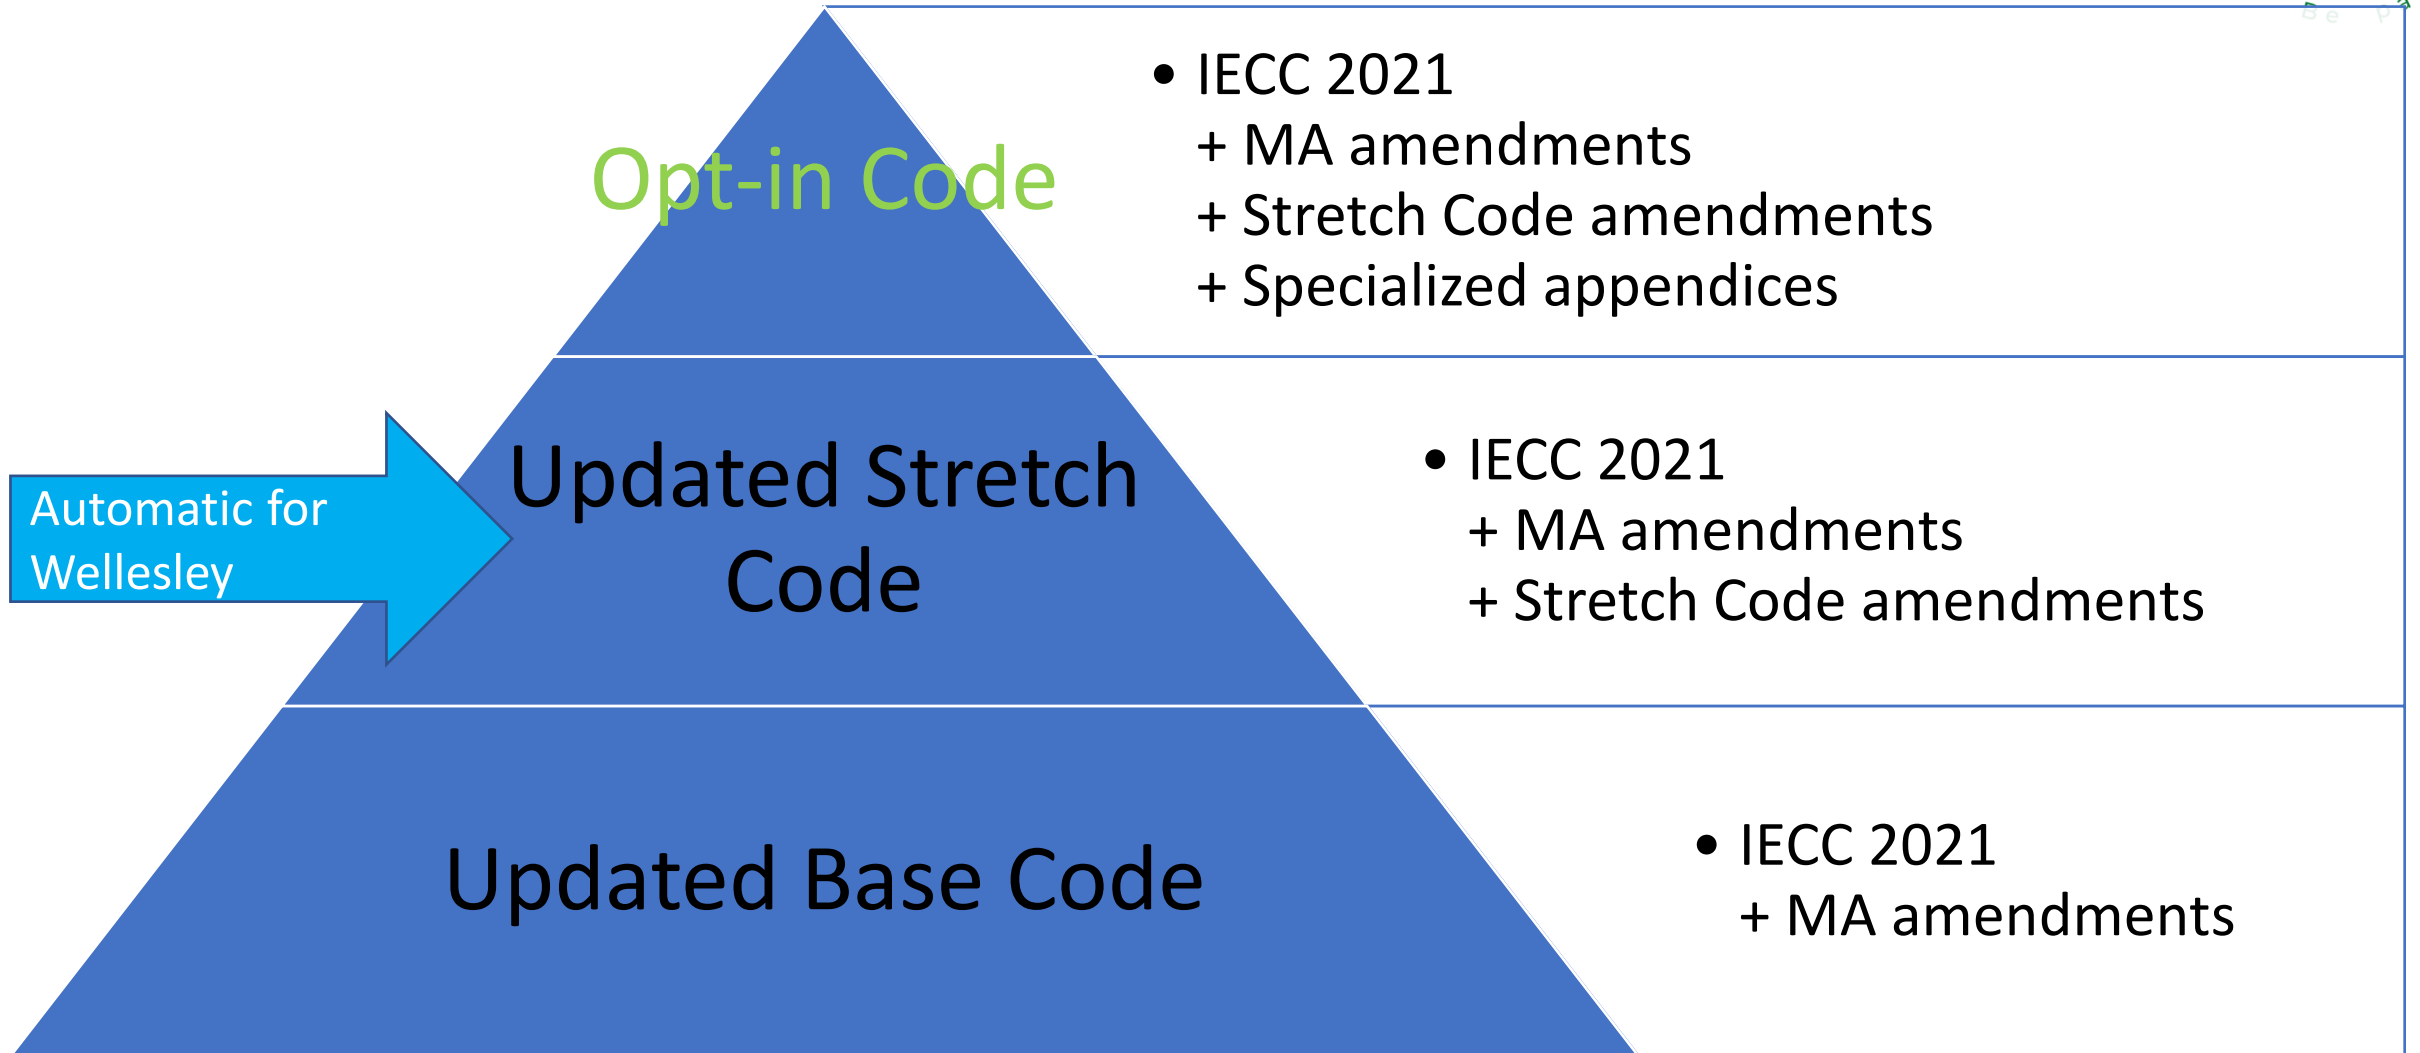 Opt-in Code
• IECC 2021
+ MA amendments
+ Stretch Code amendments
+ Specialized appendices
Automatic for
Wellesley
Updated Stretch
Code
• IECC 2021
+ MA amendments
+ Stretch Code amendments
Updated Base Code
• IECC 2021
+ MA amendments